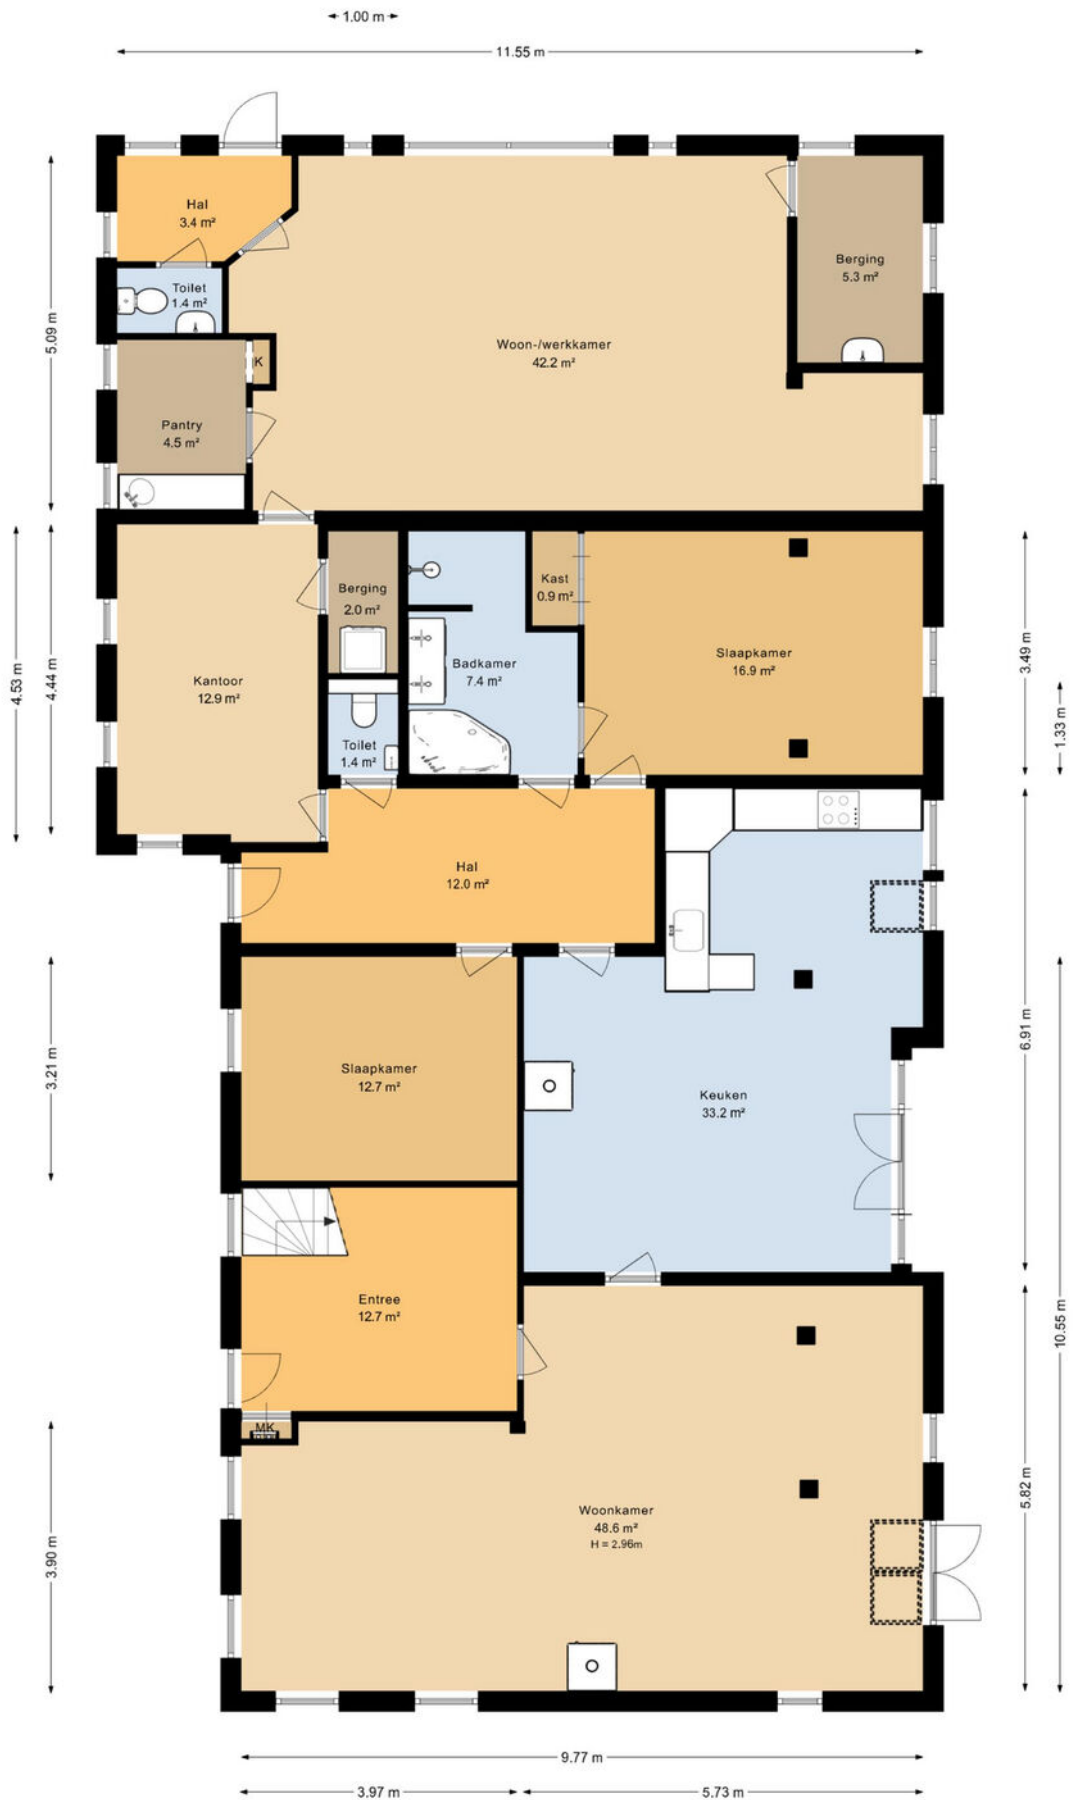 1.00 m
11.55 m
Hal
3.4 m²
Toilet
1.4 m²
Berging
5.3 m²
Woon-/werkkamer
42.2 m²
5.09 m
K
Pantry
4.5 m²
Kast
0.9 m²
Berging
2.0 m²
Badkamer
7.4 m²
Slaapkamer
16.9 m²
Kantoor
12.9 m²
4.53 m
4.44 m
3.49 m
1.33 m
Toilet
1.4 m²
Hal
12.0 m²
3.21 m
Slaapkamer
12.7 m²
Keuken
33.2 m²
6.91 m
Entree
12.7 m²
10.55 m
MK
Woonkamer
48.6 m²
H = 2.96m
3.90 m
5.82 m
9.77 m
3.97 m
5.73 m